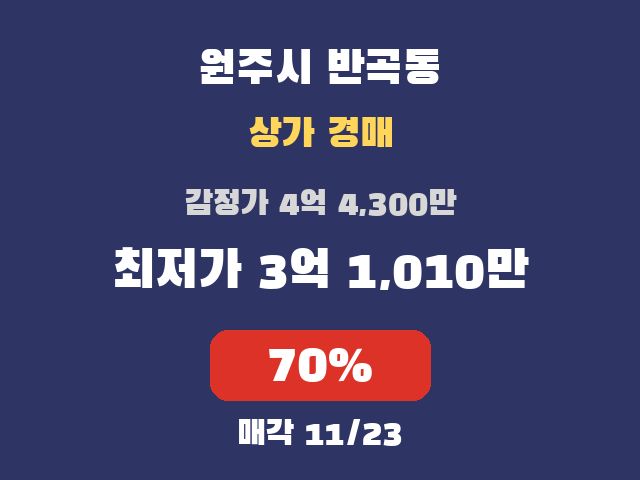 원주시 반곡동
상가 경매
감정가 4억 4,300만
최저가 3억 1,010만
70%
매각 11/23